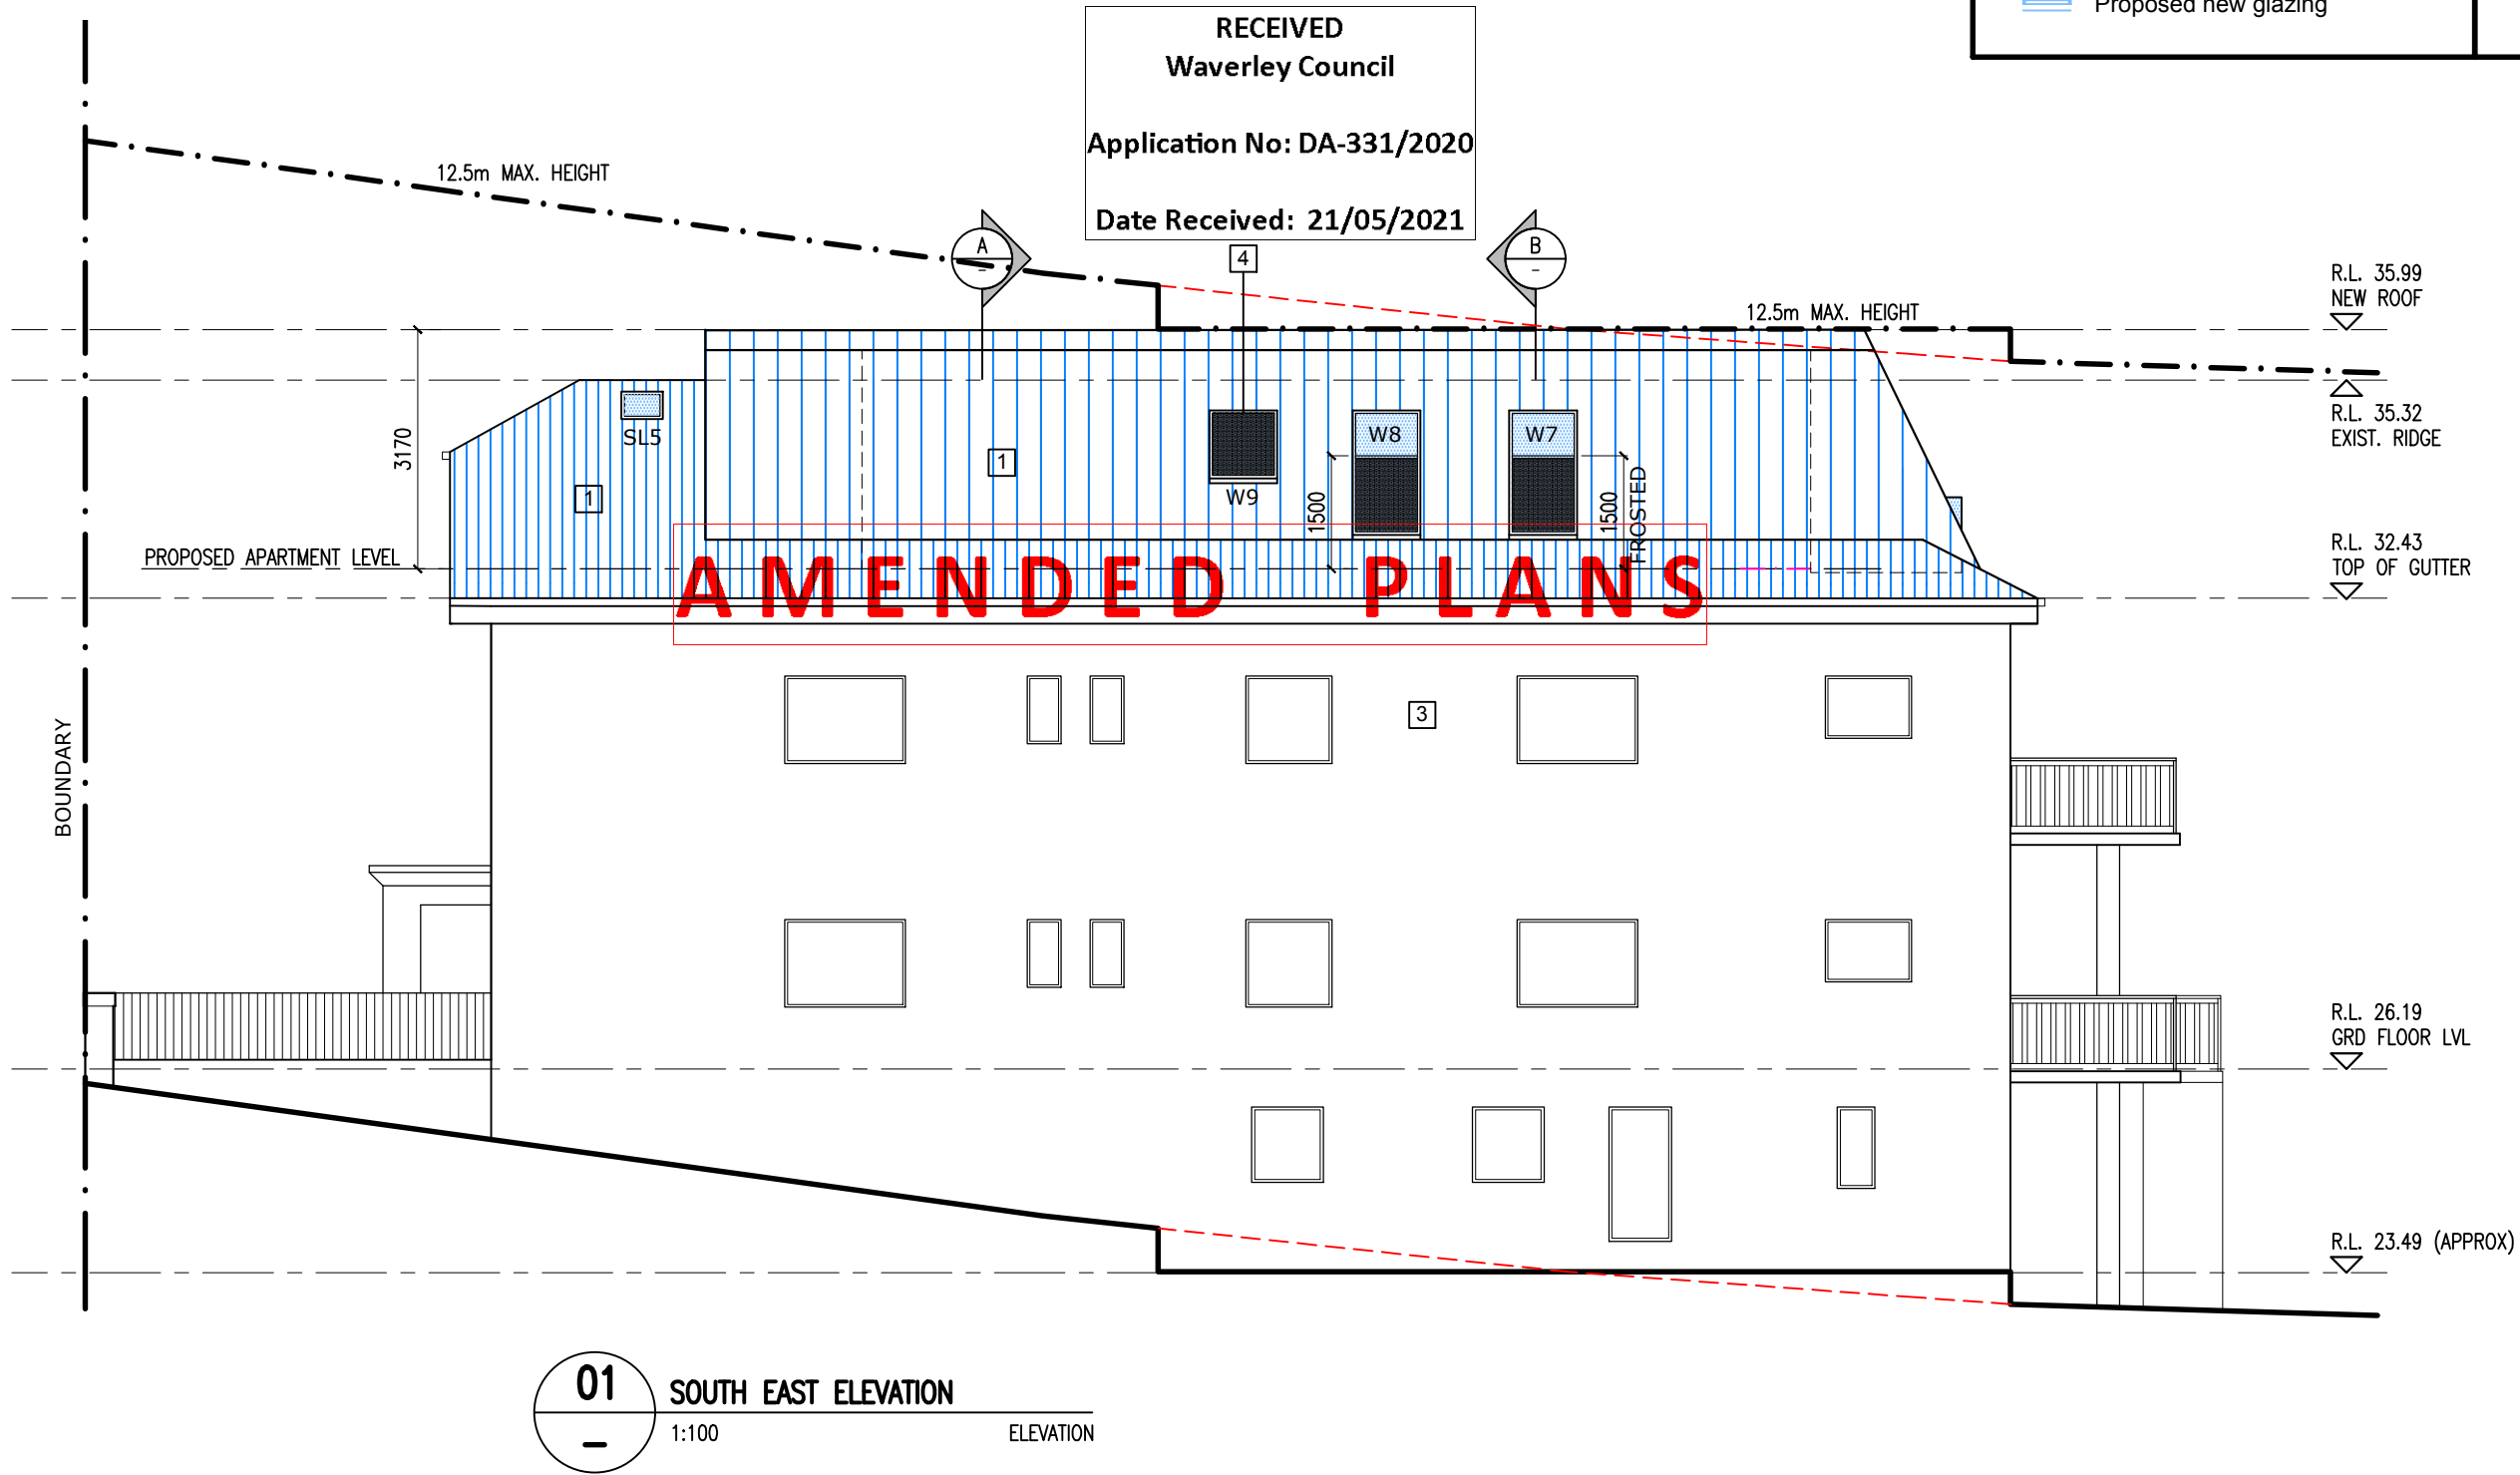 Proposed new glazing
RECEIVED
Waverley Council
Application No: DA-331/2020
Date Received: 21/05/2021
12.5m MAX. HEIGHT
A
-
4
B
-
12.5m MAX. HEIGHT
R.L. 35.99
NEW ROOF
R.L. 35.32
EXIST. RIDGE
3170
SL5
1
1
W9
W8
W7
1500
1500
FROSTED
PROPOSED APARTMENT LEVEL
R.L. 32.43
TOP OF GUTTER
AMENDED PLANS
3
BOUNDARY
R.L. 26.19
GRD FLOOR LVL
R.L. 23.49 (APPROX)
01
-
SOUTH EAST ELEVATION
1:100
ELEVATION